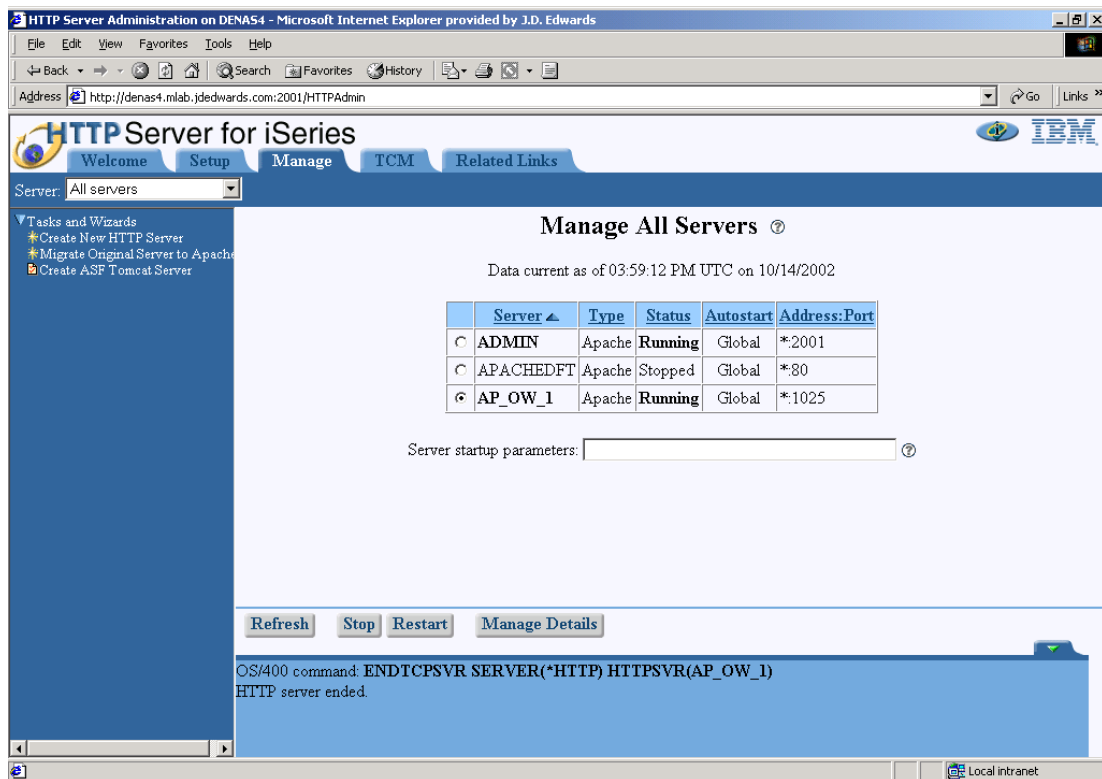 HTTP Server Administration on DENAS4 - Microsoft Internet Explorer provided by J.D. Edwards
File Edit View Favorites Tools Help
Back Search Favorites History
Address http://denas4.mlab.jdedwards.com:2001/HTTPAdmin Go Links »
HTTP Server for iSeries IBM
Welcome Setup Manage TCM Related Links
Server: All servers
Tasks and Wizards
Create New HTTP Server
Migrate Original Server to Apache
Create ASF Tomcat Server
Manage All Servers
Data current as of 03:59:12 PM UTC on 10/14/2002
Server Type Status Autostart Address:Port
ADMIN Apache Running Global *:2001
APACHEDFT Apache Stopped Global *:80
AP_OW_1 Apache Running Global *:1025
Server startup parameters:
Refresh Stop Restart Manage Details
OS/400 command: ENDTCPSVR SERVER(*HTTP) HTTPSVR(AP_OW_1)
HTTP server ended.
Local intranet